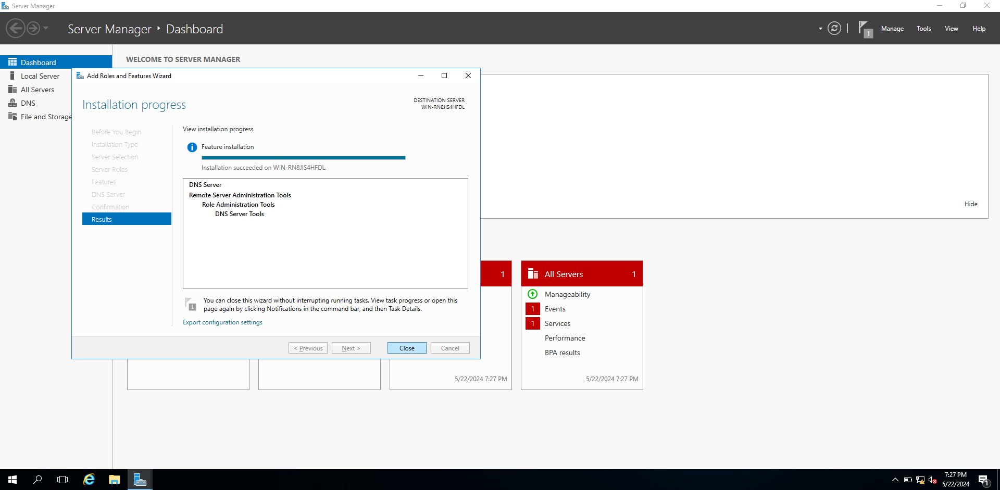 Server Manager
Server Manager ‣ Dashboard
1
Manage
Tools
View
Help
Dashboard
Local Server
All Servers
DNS
File and Storage
WELCOME TO SERVER MANAGER
Add Roles and Features Wizard
Installation progress
DESTINATION SERVER
WIN-RN8JIS4HFDL
Before You Begin
Installation Type
Server Selection
Server Roles
Features
DNS Server
Confirmation
Results
View installation progress
Feature installation
Installation succeeded on WIN-RN8JIS4HFDL.
DNS Server
Remote Server Administration Tools
Role Administration Tools
DNS Server Tools
1
You can close this wizard without interrupting running tasks. View task progress or open this
page again by clicking Notifications in the command bar, and then Task Details.
Export configuration settings
< Previous
Next >
Close
Cancel
Hide
1
5/22/2024 7:27 PM
All Servers
1
Manageability
1
Events
1
Services
Performance
BPA results
5/22/2024 7:27 PM
7:27 PM
5/22/2024
1